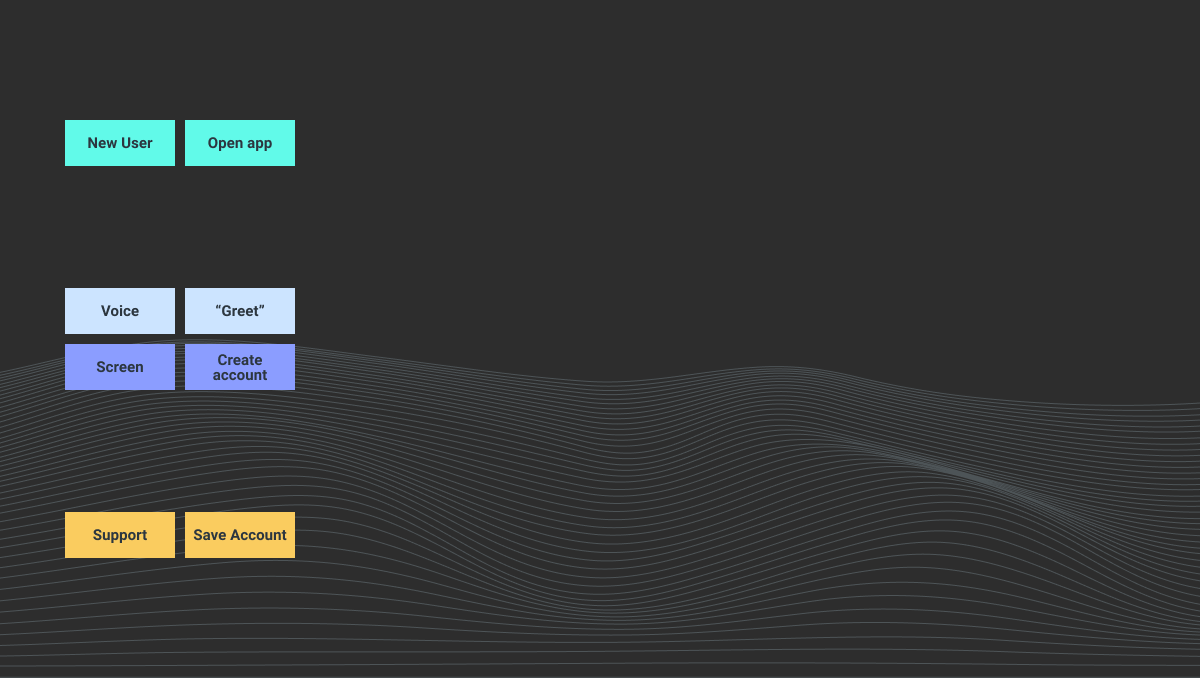 New User
Open app
Voice
“Greet”
Screen
Create
account
Support
Save Account